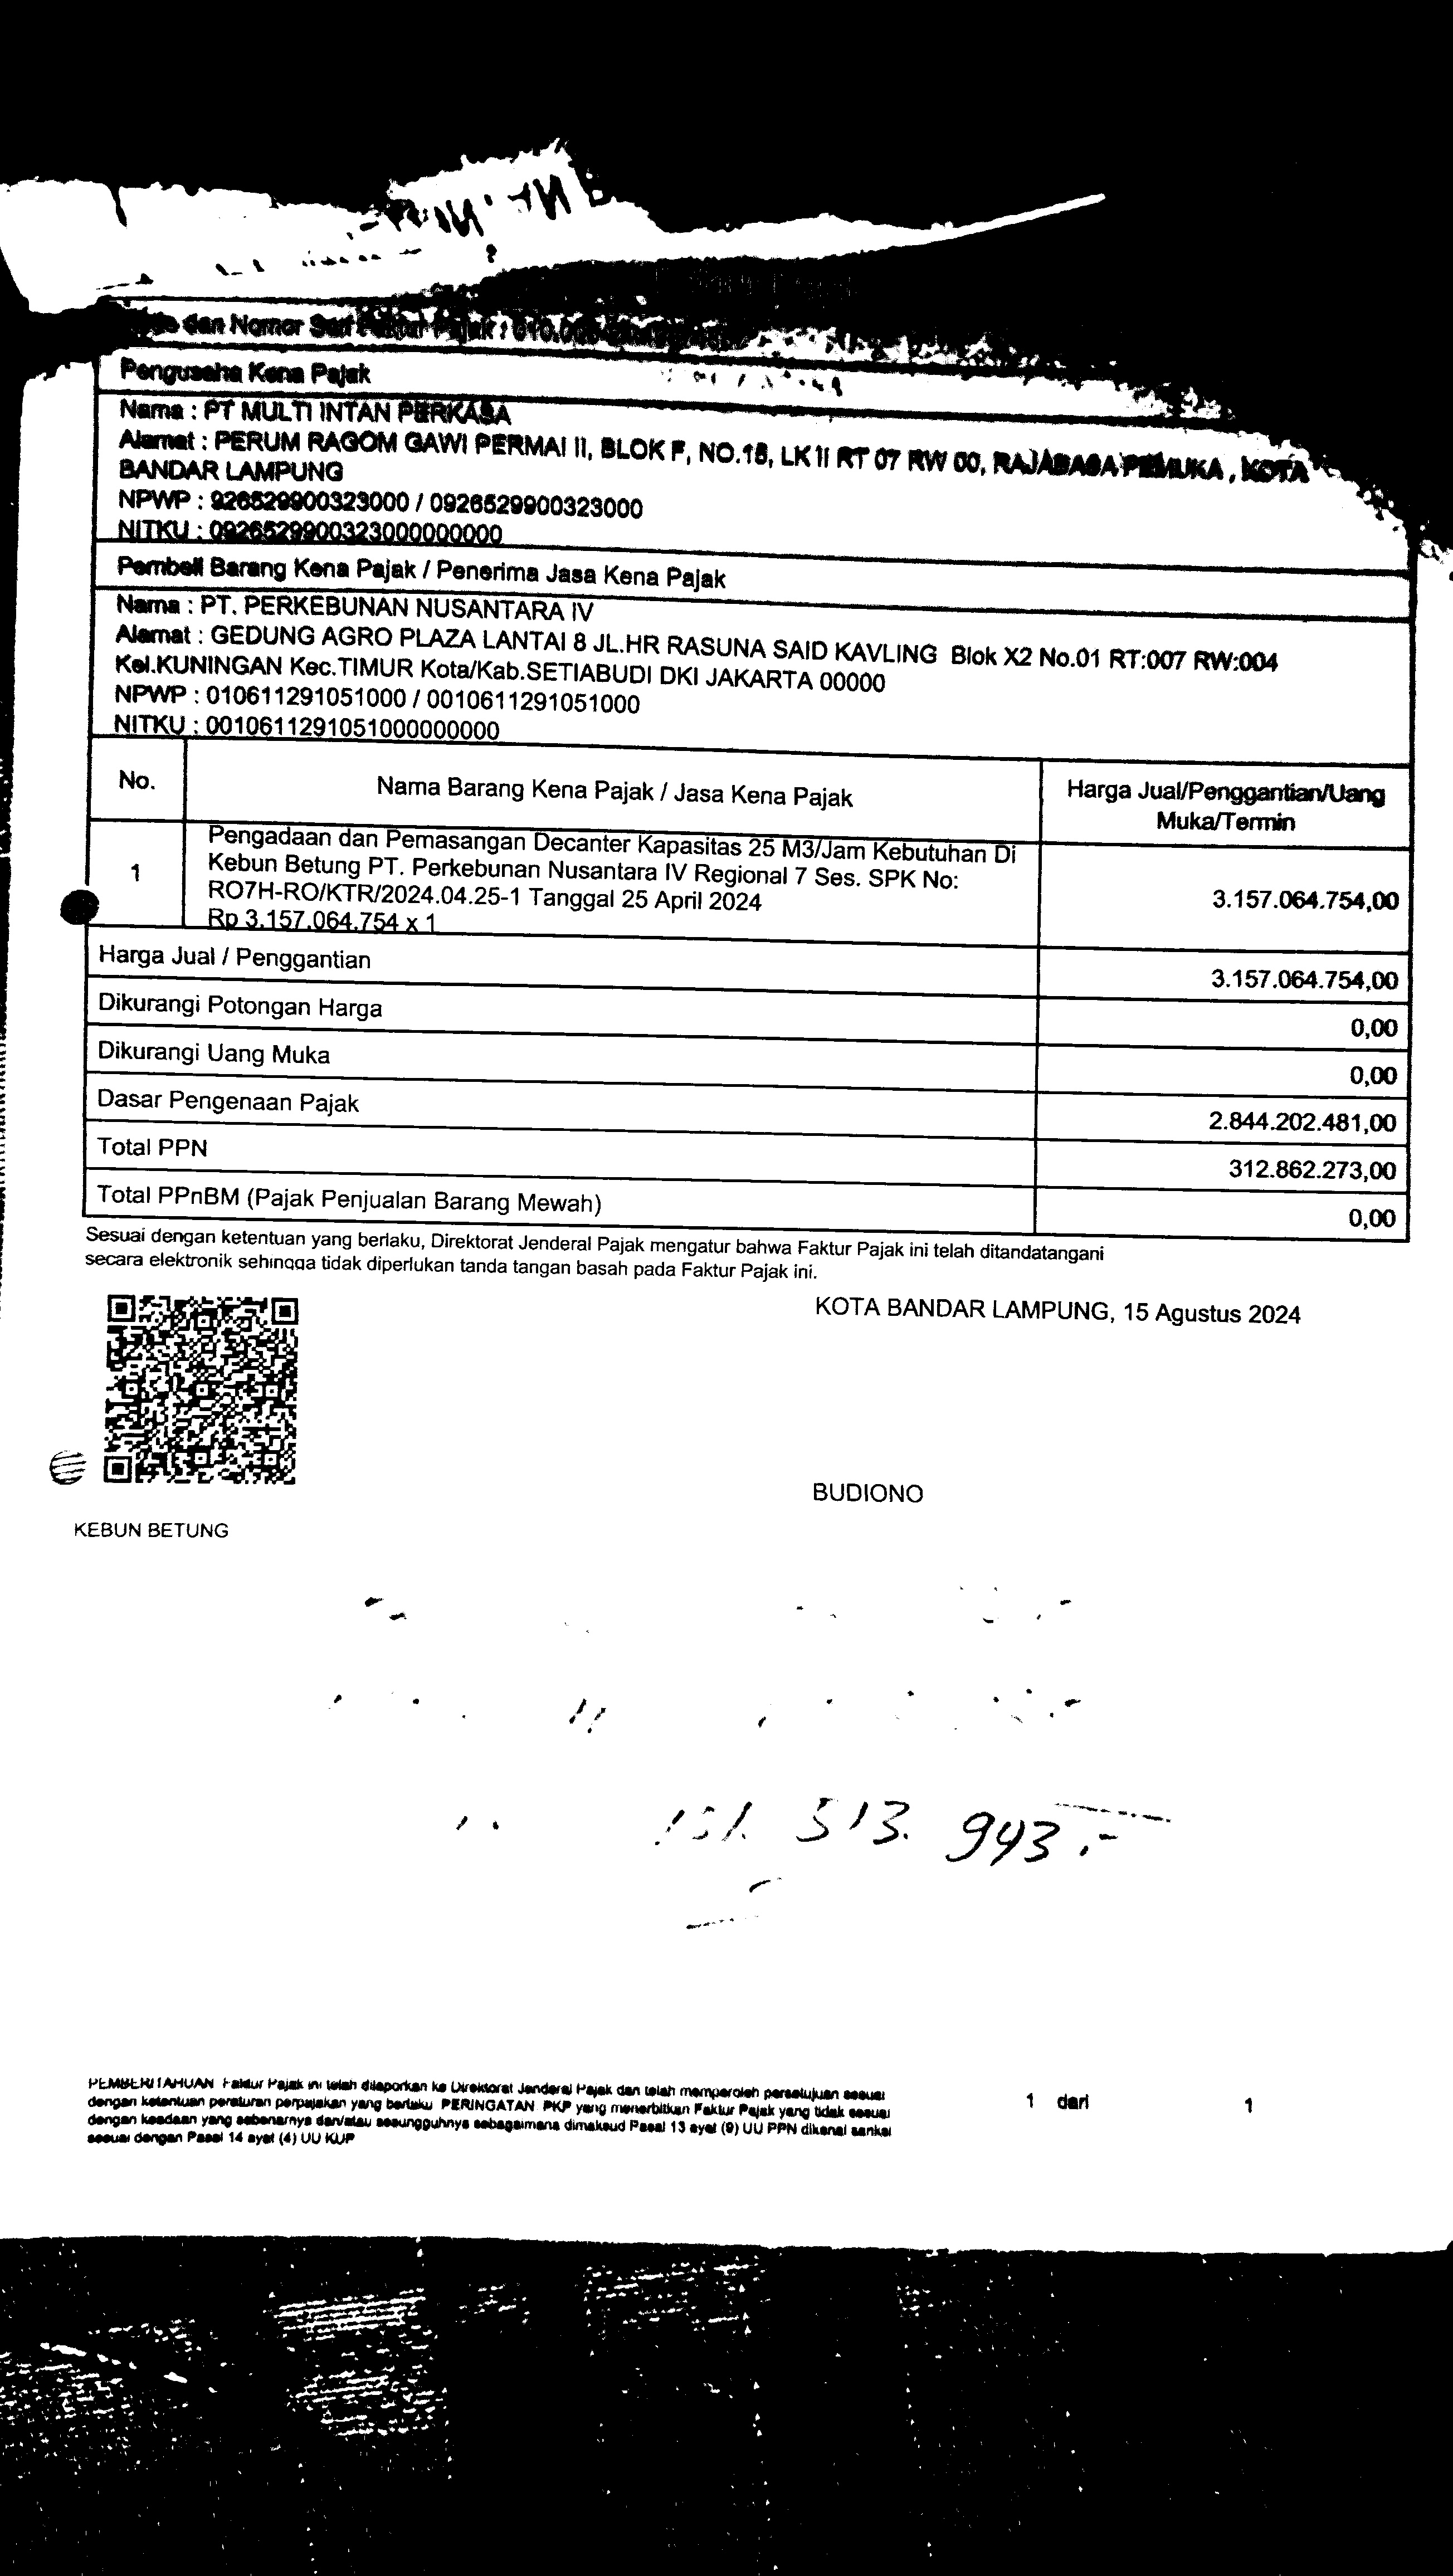 dan Nomor Seri Faktur Pajak :
Pengusaha Kena Pajak
Nama : PT MULTI INTAN PERKASA
Alamat : PERUM RAGOM GAWI PERMAI II, BLOK F, NO.18, LK II RT 07 RW 00, RAJABASA PEMUKA , KOTA
BANDAR LAMPUNG
NPWP : 926529900323000 / 0926529900323000
NITKU : 0926529900323000000000
Pembeli Barang Kena Pajak / Penerima Jasa Kena Pajak
Nama : PT. PERKEBUNAN NUSANTARA IV
Alamat : GEDUNG AGRO PLAZA LANTAI 8 JL.HR RASUNA SAID KAVLING Blok X2 No.01 RT:007 RW:004
Kel.KUNINGAN Kec.TIMUR Kota/Kab.SETIABUDI DKI JAKARTA 00000
NPWP : 010611291051000 / 0010611291051000
NITKU : 0010611291051000000000
No. Nama Barang Kena Pajak / Jasa Kena Pajak Harga Jual/Penggantian/Uang
Muka/Termin
Pengadaan dan Pemasangan Decanter Kapasitas 25 M3/Jam Kebutuhan Di
1 Kebun Betung PT. Perkebunan Nusantara IV Regional 7 Ses. SPK No:
RO7H-RO/KTR/2024.04.25-1 Tanggal 25 April 2024 3.157.064.754,00
Rp 3.157.064.754 x 1
Harga Jual / Penggantian 3.157.064.754,00
Dikurangi Potongan Harga 0,00
Dikurangi Uang Muka 0,00
Dasar Pengenaan Pajak 2.844.202.481,00
Total PPN 312.862.273,00
Total PPnBM (Pajak Penjualan Barang Mewah) 0,00
Sesuai dengan ketentuan yang berlaku, Direktorat Jenderal Pajak mengatur bahwa Faktur Pajak ini telah ditandatangani
secara elektronik sehingga tidak diperlukan tanda tangan basah pada Faktur Pajak ini.
KOTA BANDAR LAMPUNG, 15 Agustus 2024
BUDIONO
KEBUN BETUNG
513. 943.-
PEMBERITAHUAN Faktur Pajak ini telah dilaporkan ke Direktorat Jenderal Pajak dan telah memperoleh persetujuan sesuai
dengan ketentuan peraturan perpajakan yang berlaku PERINGATAN PKP yang menerbitkan Faktur Pajak yang tidak sesuai
dengan keadaan yang sebenarnya dan/atau sesungguhnya sebagaimana dimaksud Pasal 13 ayat (9) UU PPN dikenai sanksi
sesuai dengan Pasal 14 ayat (4) UU KUP
1 dari 1